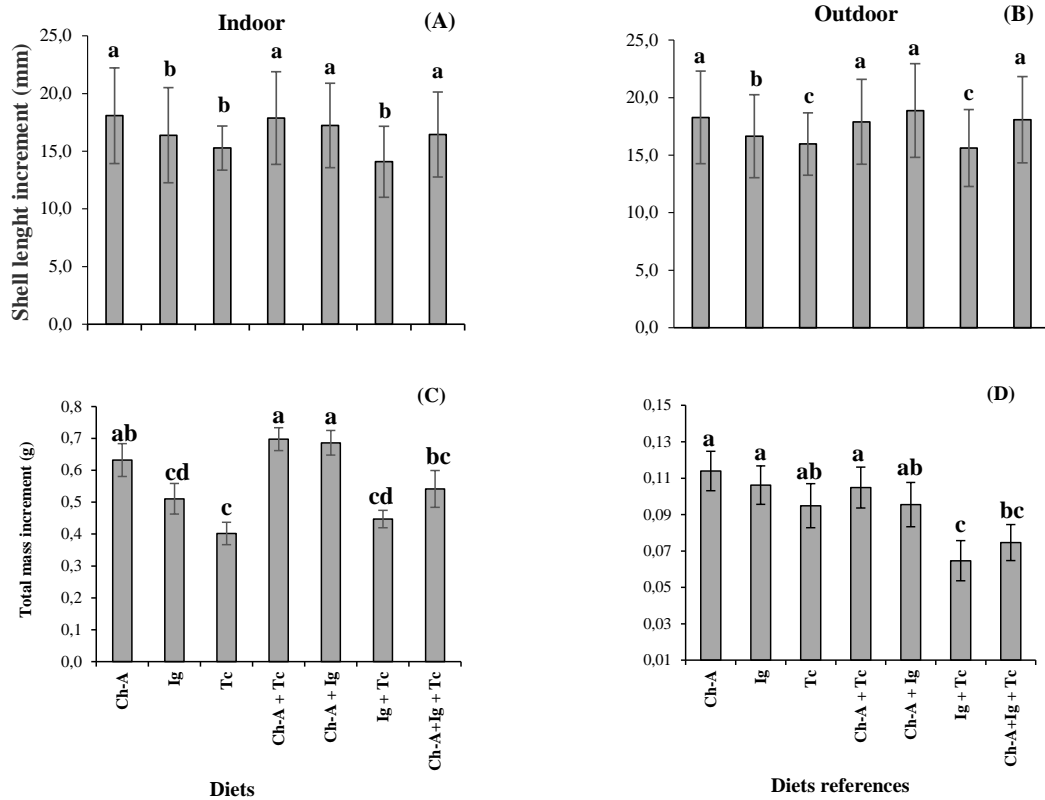 Indoor
(A)
Shell lenght increment (mm)
25,0
20,0
15,0
10,0
5,0
0,0
a
b
b
a
a
b
a
Outdoor
(B)
25,0
20,0
15,0
10,0
5,0
0,0
a
b
c
a
a
c
a
(C)
Total mass increment (g)
0,8
0,7
0,6
0,5
0,4
0,3
0,2
0,1
0,0
ab
cd
c
a
a
cd
bc
Ch-A
Ig
Tc
Ch-A + Tc
Ch-A + Ig
Ig + Tc
Ch-A+Ig + Tc
Diets
(D)
0,15
0,13
0,11
0,09
0,07
0,05
0,03
0,01
a
a
ab
a
ab
c
bc
Ch-A
Ig
Tc
Ch-A + Tc
Ch-A + Ig
Ig + Tc
Ch-A+Ig + Tc
Diets references